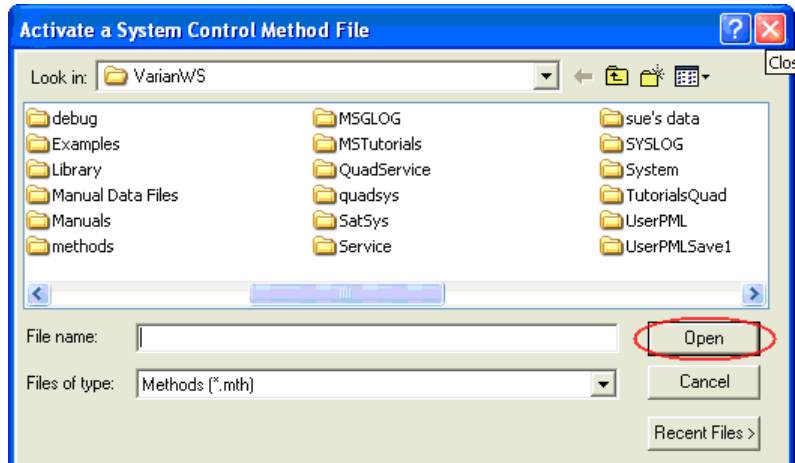 Activate a System Control Method File
Clos
Look in: VarianWS
debug MSGLOG sue's data
Examples MSTutorials SYSLOG
Library QuadService System
Manual Data Files quadsys TutorialsQuad
Manuals SatSys UserPML
methods Service UserPMLSave1
File name: Open
Files of type: Methods (*.mth) Cancel
Recent Files >